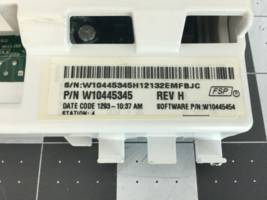 S/N:W10445345H12132EMFBJC
P/N W10445345 REV H FSP
DATE CODE 1293 - 10:37 AM SOFTWARE P/N:W10445454
STATION: 4